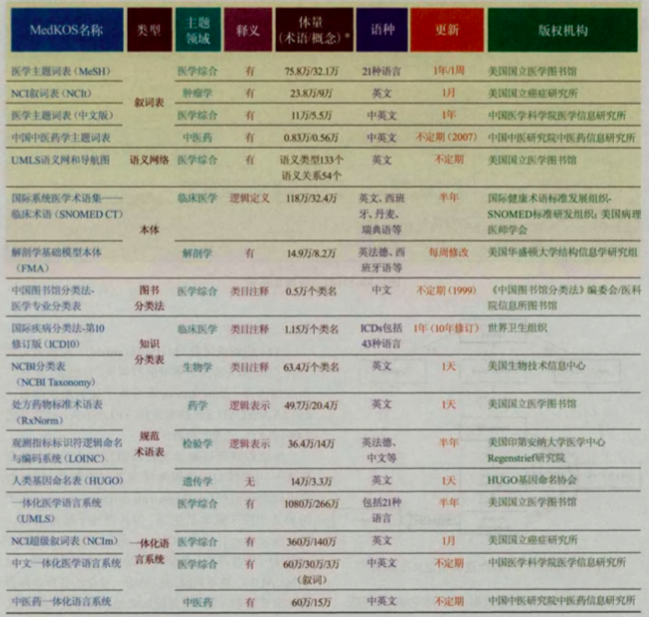 MedKOS名称 类型 主题领域 释义 体量(术语/概念)* 语种 更新 版权机构
医学主题词表(MeSH) 叙词表 医学综合 有 75.8万/32.1万 21种语言 1年/1周 美国国立医学图书馆
NCI叙词表(NCIt) 肿瘤学 有 23.8万/9万 英文 1月 美国国立癌症研究所
医学主题词表(中文版) 医学综合 有 11万/5.5万 中英文 1年 中国医学科学院医学信息研究所
中国中医药学主题词表 中医药 有 0.83万/0.56万 中英文 不定期(2007) 中国中医研究院中医药信息研究所
UMLS语义网和导航图 语义网络 医学综合 有 语义类型133个 语义关系54个 英文 不定期 美国国立医学图书馆
国际系统医学术语集——临床术语(SNOMED CT) 本体 临床医学 逻辑定义 118万/32.4万 英文、西班牙、丹麦、瑞典语等 半年 国际健康术语标准发展组织-SNOMED标准研发组织;美国病理医师学会
解剖学基础模型本体(FMA) 解剖学 有 14.9万/8.2万 英法德、西班牙语等 每周修改 美国华盛顿大学结构信息学研究组
中国图书馆分类法-医学专业分类表 图书分类法 医学综合 类目注释 0.5万个类名 中文 不定期(1999) 《中国图书馆分类法》编委会/医科院信息所图书馆
国际疾病分类法-第10修订版(ICD10) 知识分类表 临床医学 类目注释 1.15万个类名 ICDs包括43种语言 1年(10年修订) 世界卫生组织
NCBI分类表(NCBI Taxonomy) 生物学 类目注释 63.4万个类名 英文 1天 美国生物技术信息中心
处方药物标准术语表(RxNorm) 规范术语表 药学 逻辑表示 49.7万/20.4万 英文 1天 美国国立医学图书馆
观测指标标识符逻辑命名与编码系统(LOINC) 检验学 逻辑表示 36.4万/14万 英法德、中文等 半年 美国印第安纳大学医学中心Regenstrief研究院
人类基因命名表(HUGO) 遗传学 无 14万/3.3万 英文 1天 HUGO基因命名协会
一体化医学语言系统(UMLS) 一体化语言系统 医学综合 有 1080万/266万 包括21种语言 半年 美国国立医学图书馆
NCI超级叙词表(NCIm) 医学综合 有 360万/140万 英文 1月 美国国立癌症研究所
中文一体化医学语言系统 医学综合 有 60万/30万/3万(叙词) 中英文 不定期 中国医学科学院医学信息研究所
中医药一体化语言系统 中医药 有 60万/15万 中英文 不定期 中国中医研究院中医药信息研究所